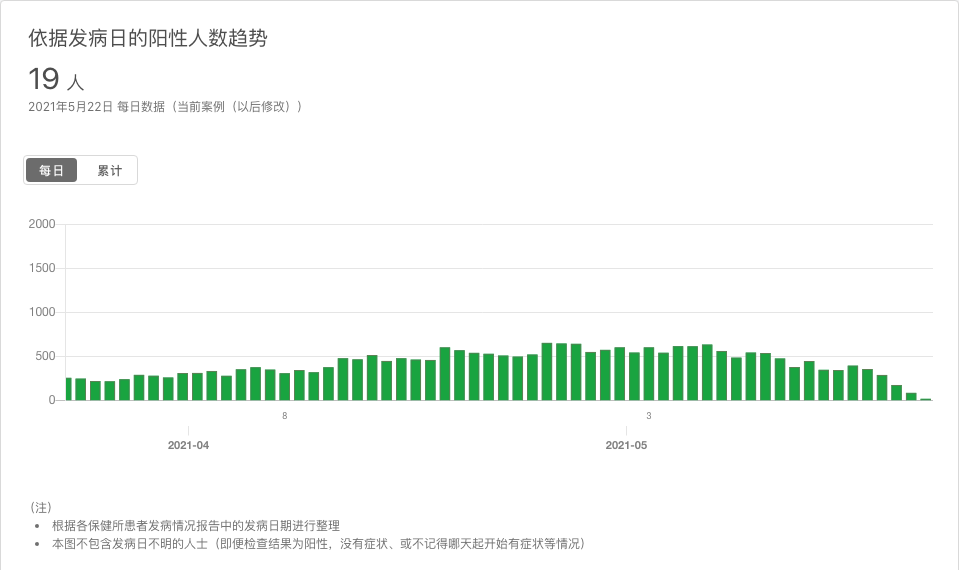 依据发病日的阳性人数趋势
19 人
2021年5月22日 每日数据（当前案例（以后修改））
每日 累计
2000
1500
1000
500
0
8 3
2021-04 2021-05
（注）
• 根据各保健所患者发病情况报告中的发病日期进行整理
• 本图不包含发病日不明的人士（即便检查结果为阳性，没有症状、或不记得哪天起开始有症状等情况）